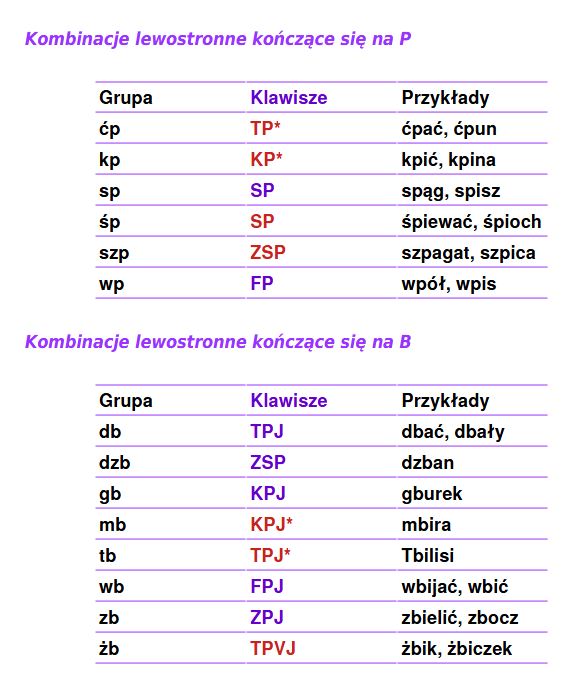 Kombinacje lewostronne kończące się na P
Grupa Klawisze Przykłady
ćp TP* ćpać, ćpun
kp KP* kpić, kpina
sp SP spąg, spisz
śp SP śpiewać, śpioch
szp ZSP szpagat, szpica
wp FP wpół, wpis
Kombinacje lewostronne kończące się na B
Grupa Klawisze Przykłady
db TPJ dbać, dbały
dzb ZSP dzban
gb KPJ gburek
mb KPJ* mbira
tb TPJ* Tbilisi
wb FPJ wbijać, wbić
zb ZPJ zbielić, zbocz
żb TPVJ żbik, żbiczek